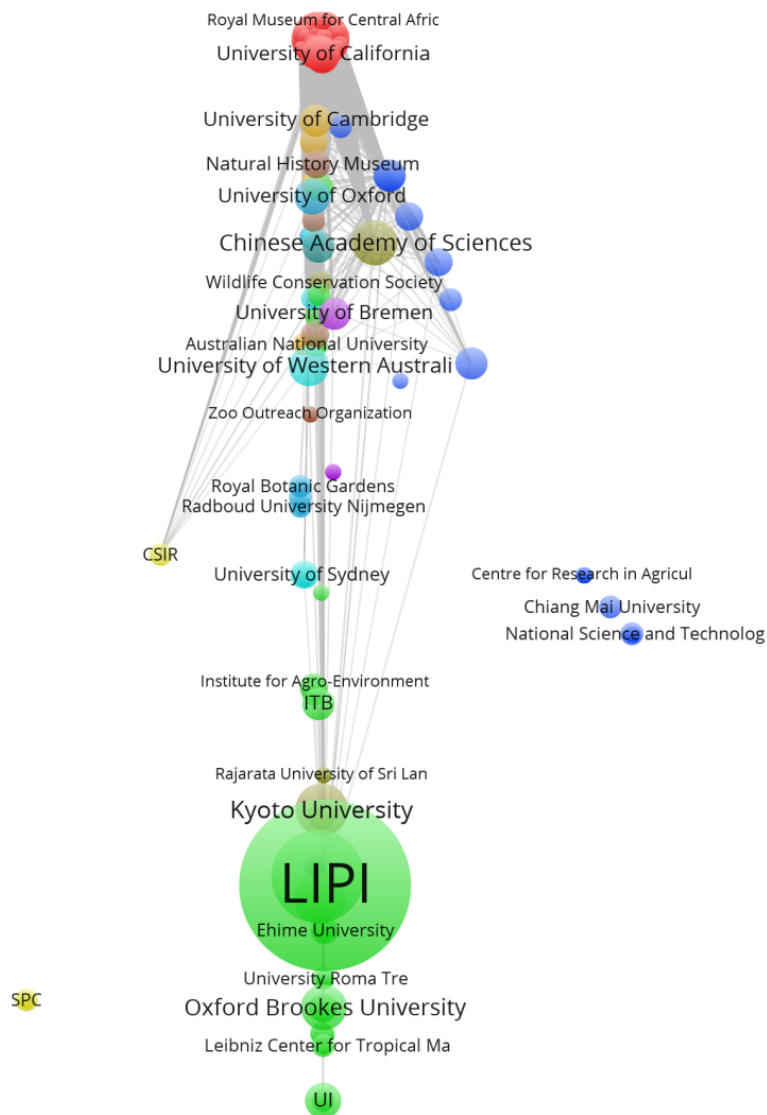 Royal Museum for Central Afric
University of California
University of Cambridge
Natural History Museum
University of Oxford
Chinese Academy of Sciences
Wildlife Conservation Society
University of Bremen
Australian National University
University of Western Australi
Zoo Outreach Organization
Royal Botanic Gardens
Radboud University Nijmegen
CSIR
University of Sydney
Centre for Research in Agricul
Chiang Mai University
National Science and Technolog
Institute for Agro-Environment
ITB
Rajarata University of Sri Lan
Kyoto University
LIPI
Ehime University
University Roma Tre
SPC
Oxford Brookes University
Leibniz Center for Tropical Ma
UI